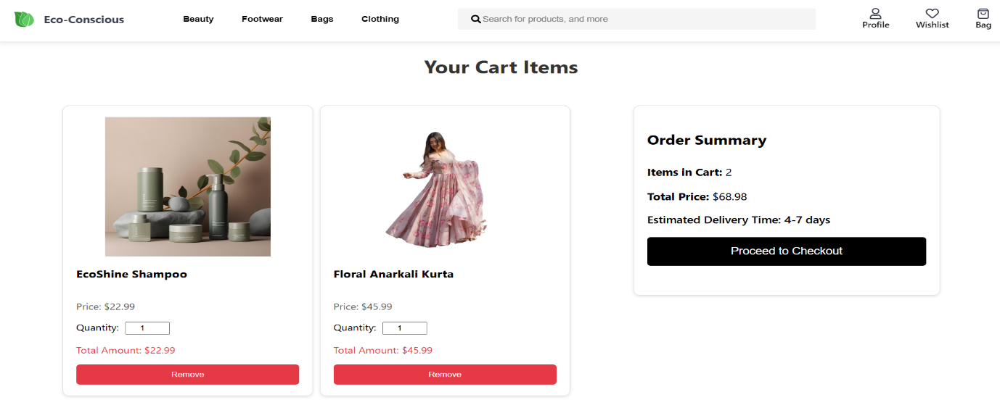 Eco-Conscious
Beauty
Footwear
Bags
Clothing
Search for products, and more
Profile
Wishlist
Bag
Your Cart Items
EcoShine Shampoo
Price: $22.99
Quantity: 1
Total Amount: $22.99
Remove
Floral Anarkali Kurta
Price: $45.99
Quantity: 1
Total Amount: $45.99
Remove
Order Summary
Items in Cart: 2
Total Price: $68.98
Estimated Delivery Time: 4-7 days
Proceed to Checkout